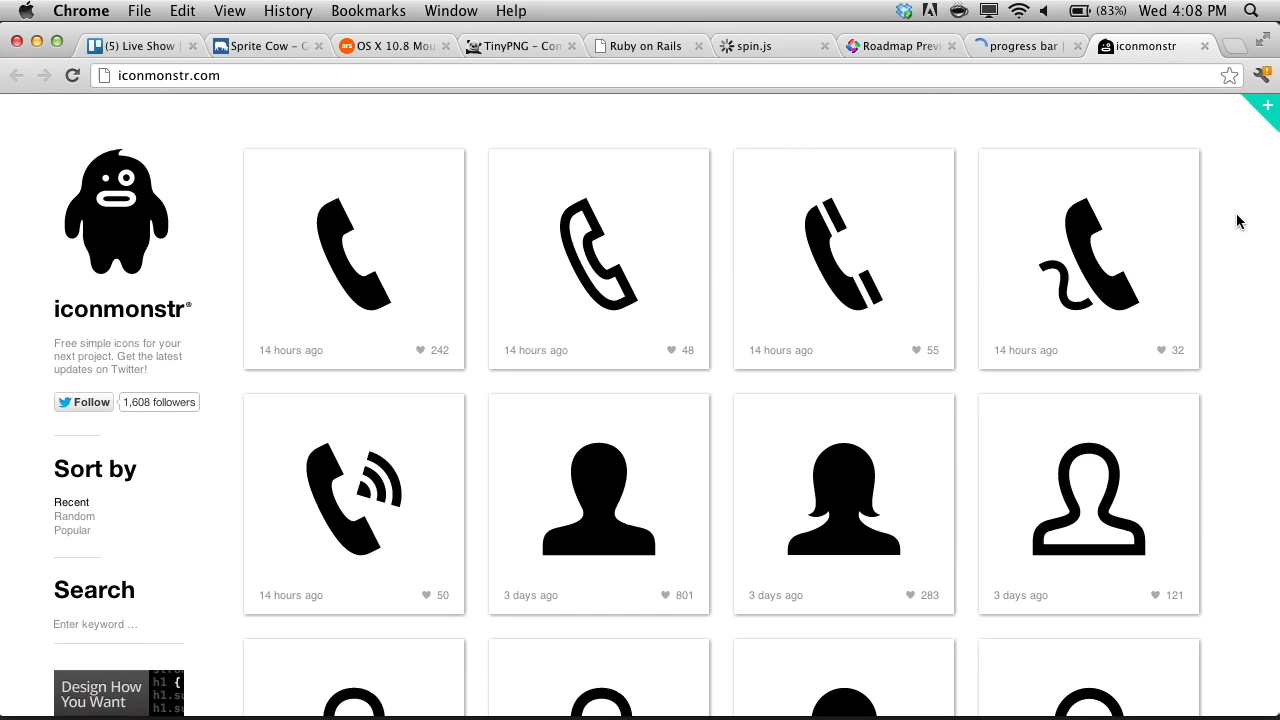 Chrome File Edit View History Bookmarks Window Help (83%) Wed 4:08 PM
(5) Live Show Sprite Cow – G OS X 10.8 Mou TinyPNG – Con Ruby on Rails spin.js Roadmap Previ progress bar iconmonstr
iconmonstr.com
+
iconmonstr®
Free simple icons for your
next project. Get the latest
updates on Twitter!
Follow 1,608 followers
Sort by
Recent
Random
Popular
Search
Enter keyword …
Design How
You Want
h1 {
h1.su
h1.su
14 hours ago 242
14 hours ago 48
14 hours ago 55
14 hours ago 32
14 hours ago 50
3 days ago 801
3 days ago 283
3 days ago 121